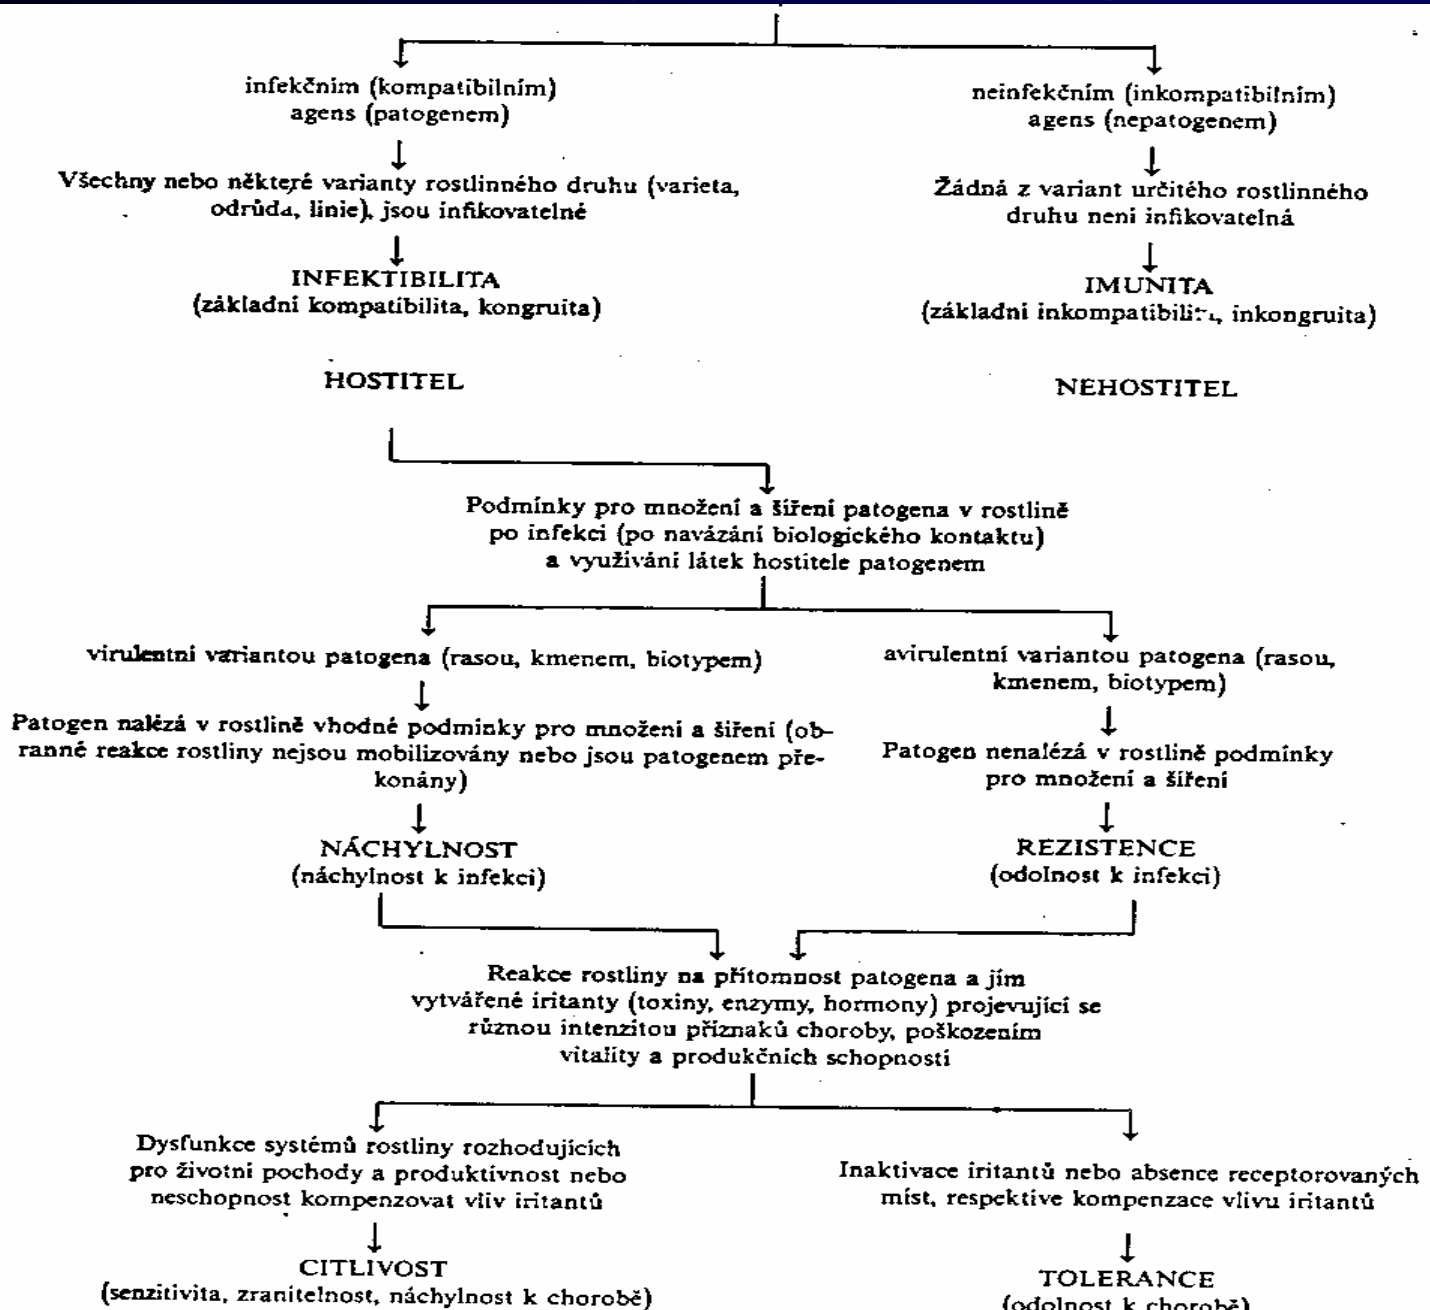 infekčním (kompatibilním)
agens (patogenem)
neinfekčním (inkompatibilním)
agens (nepatogenem)
Všechny nebo některé varianty rostlinného druhu (varieta,
odrůda, linie), jsou infikovatelné
Žádná z variant určitého rostlinného
druhu není infikovatelná
INFEKTIBILITA
(základní kompatibilita, kongruita)
IMUNITA
(základní inkompatibilita, inkongruita)
HOSTITEL
NEHOSTITEL
Podmínky pro množení a šíření patogena v rostlině
po infekci (po navázání biologického kontaktu)
a využívání látek hostitele patogenem
virulentní variantou patogena (rasou, kmenem, biotypem)
avirulentní variantou patogena (rasou,
kmenem, biotypem)
Patogen nalézá v rostlině vhodné podmínky pro množení a šíření (ob-
ranné reakce rostliny nejsou mobilizovány nebo jsou patogenem pře-
konány)
Patogen nenalézá v rostlině podmínky
pro množení a šíření
NÁCHYLNOST
(náchylnost k infekci)
REZISTENCE
(odolnost k infekci)
Reakce rostliny na přítomnost patogena a jím
vytvářené iritanty (toxiny, enzymy, hormony) projevující se
různou intenzitou příznaků choroby, poškozením
vitality a produkčních schopností
Dysfunkce systémů rostliny rozhodujících
pro životní pochody a produktivnost nebo
neschopnost kompenzovat vliv iritantů
Inaktivace iritantů nebo absence receptorovaných
míst, respektive kompenzace vlivu iritantů
CITLIVOST
(senzitivita, zranitelnost, náchylnost k chorobě)
TOLERANCE
(odolnost k chorobě)